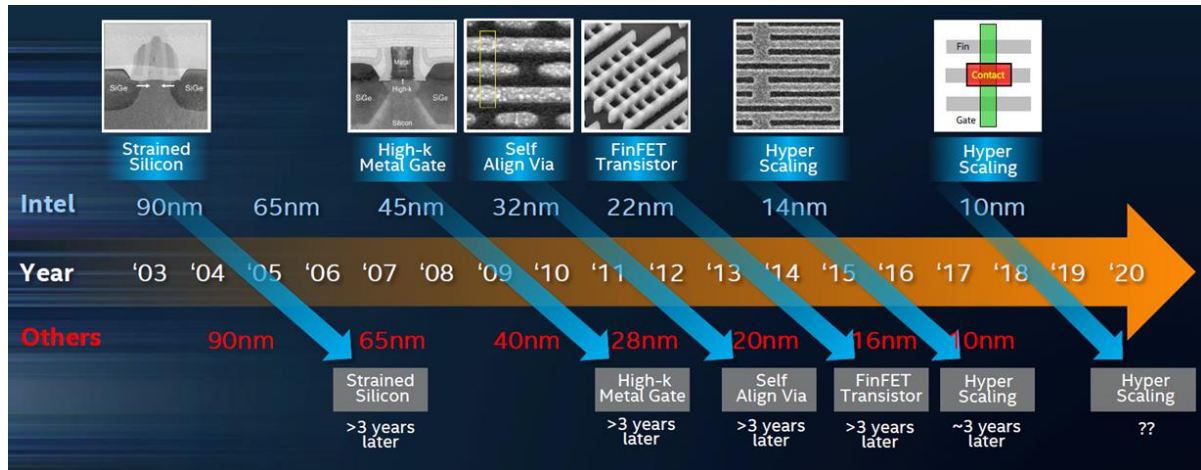 SiGe
SiGe
Metal
High-k
SiGe
SiGe
Silicon
Fin
Contact
Gate
Strained
Silicon
High-k
Metal Gate
Self
Align Via
FinFET
Transistor
Hyper
Scaling
Hyper
Scaling
Intel 90nm 65nm 45nm 32nm 22nm 14nm 10nm
Year ‘03 ‘04 ‘05 ‘06 ‘07 ‘08 ‘09 ‘10 ‘11 ‘12 ‘13 ‘14 ‘15 ‘16 ‘17 ‘18 ‘19 ‘20
Others 90nm 65nm 40nm 28nm 20nm 16nm 10nm
Strained
Silicon
>3 years
later
High-k
Metal Gate
>3 years
later
Self
Align Via
>3 years
later
FinFET
Transistor
>3 years
later
Hyper
Scaling
~3 years
later
Hyper
Scaling
??